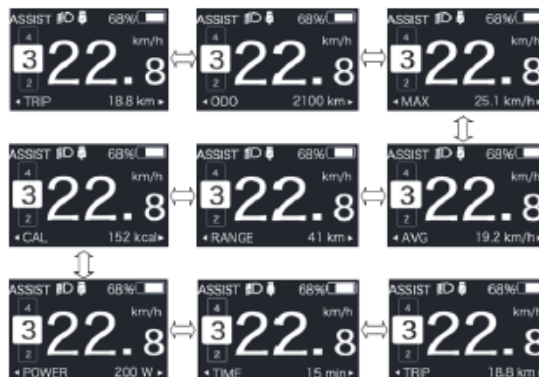 ASSIST 68%
4
3 22.8 km/h
2
TRIP 18.8 km
ASSIST 68%
4
3 22.8 km/h
2
ODO 2100 km
ASSIST 68%
4
3 22.8 km/h
2
MAX 25.1 km/h
ASSIST 68%
4
3 22.8 km/h
2
CAL 152 kcal
ASSIST 68%
4
3 22.8 km/h
2
RANGE 41 km
ASSIST 68%
4
3 22.8 km/h
2
AVG 19.2 km/h
ASSIST 68%
4
3 22.8 km/h
2
POWER 200 W
ASSIST 68%
4
3 22.8 km/h
2
TIME 15 min
ASSIST 68%
4
3 22.8 km/h
2
TRIP 18.8 km